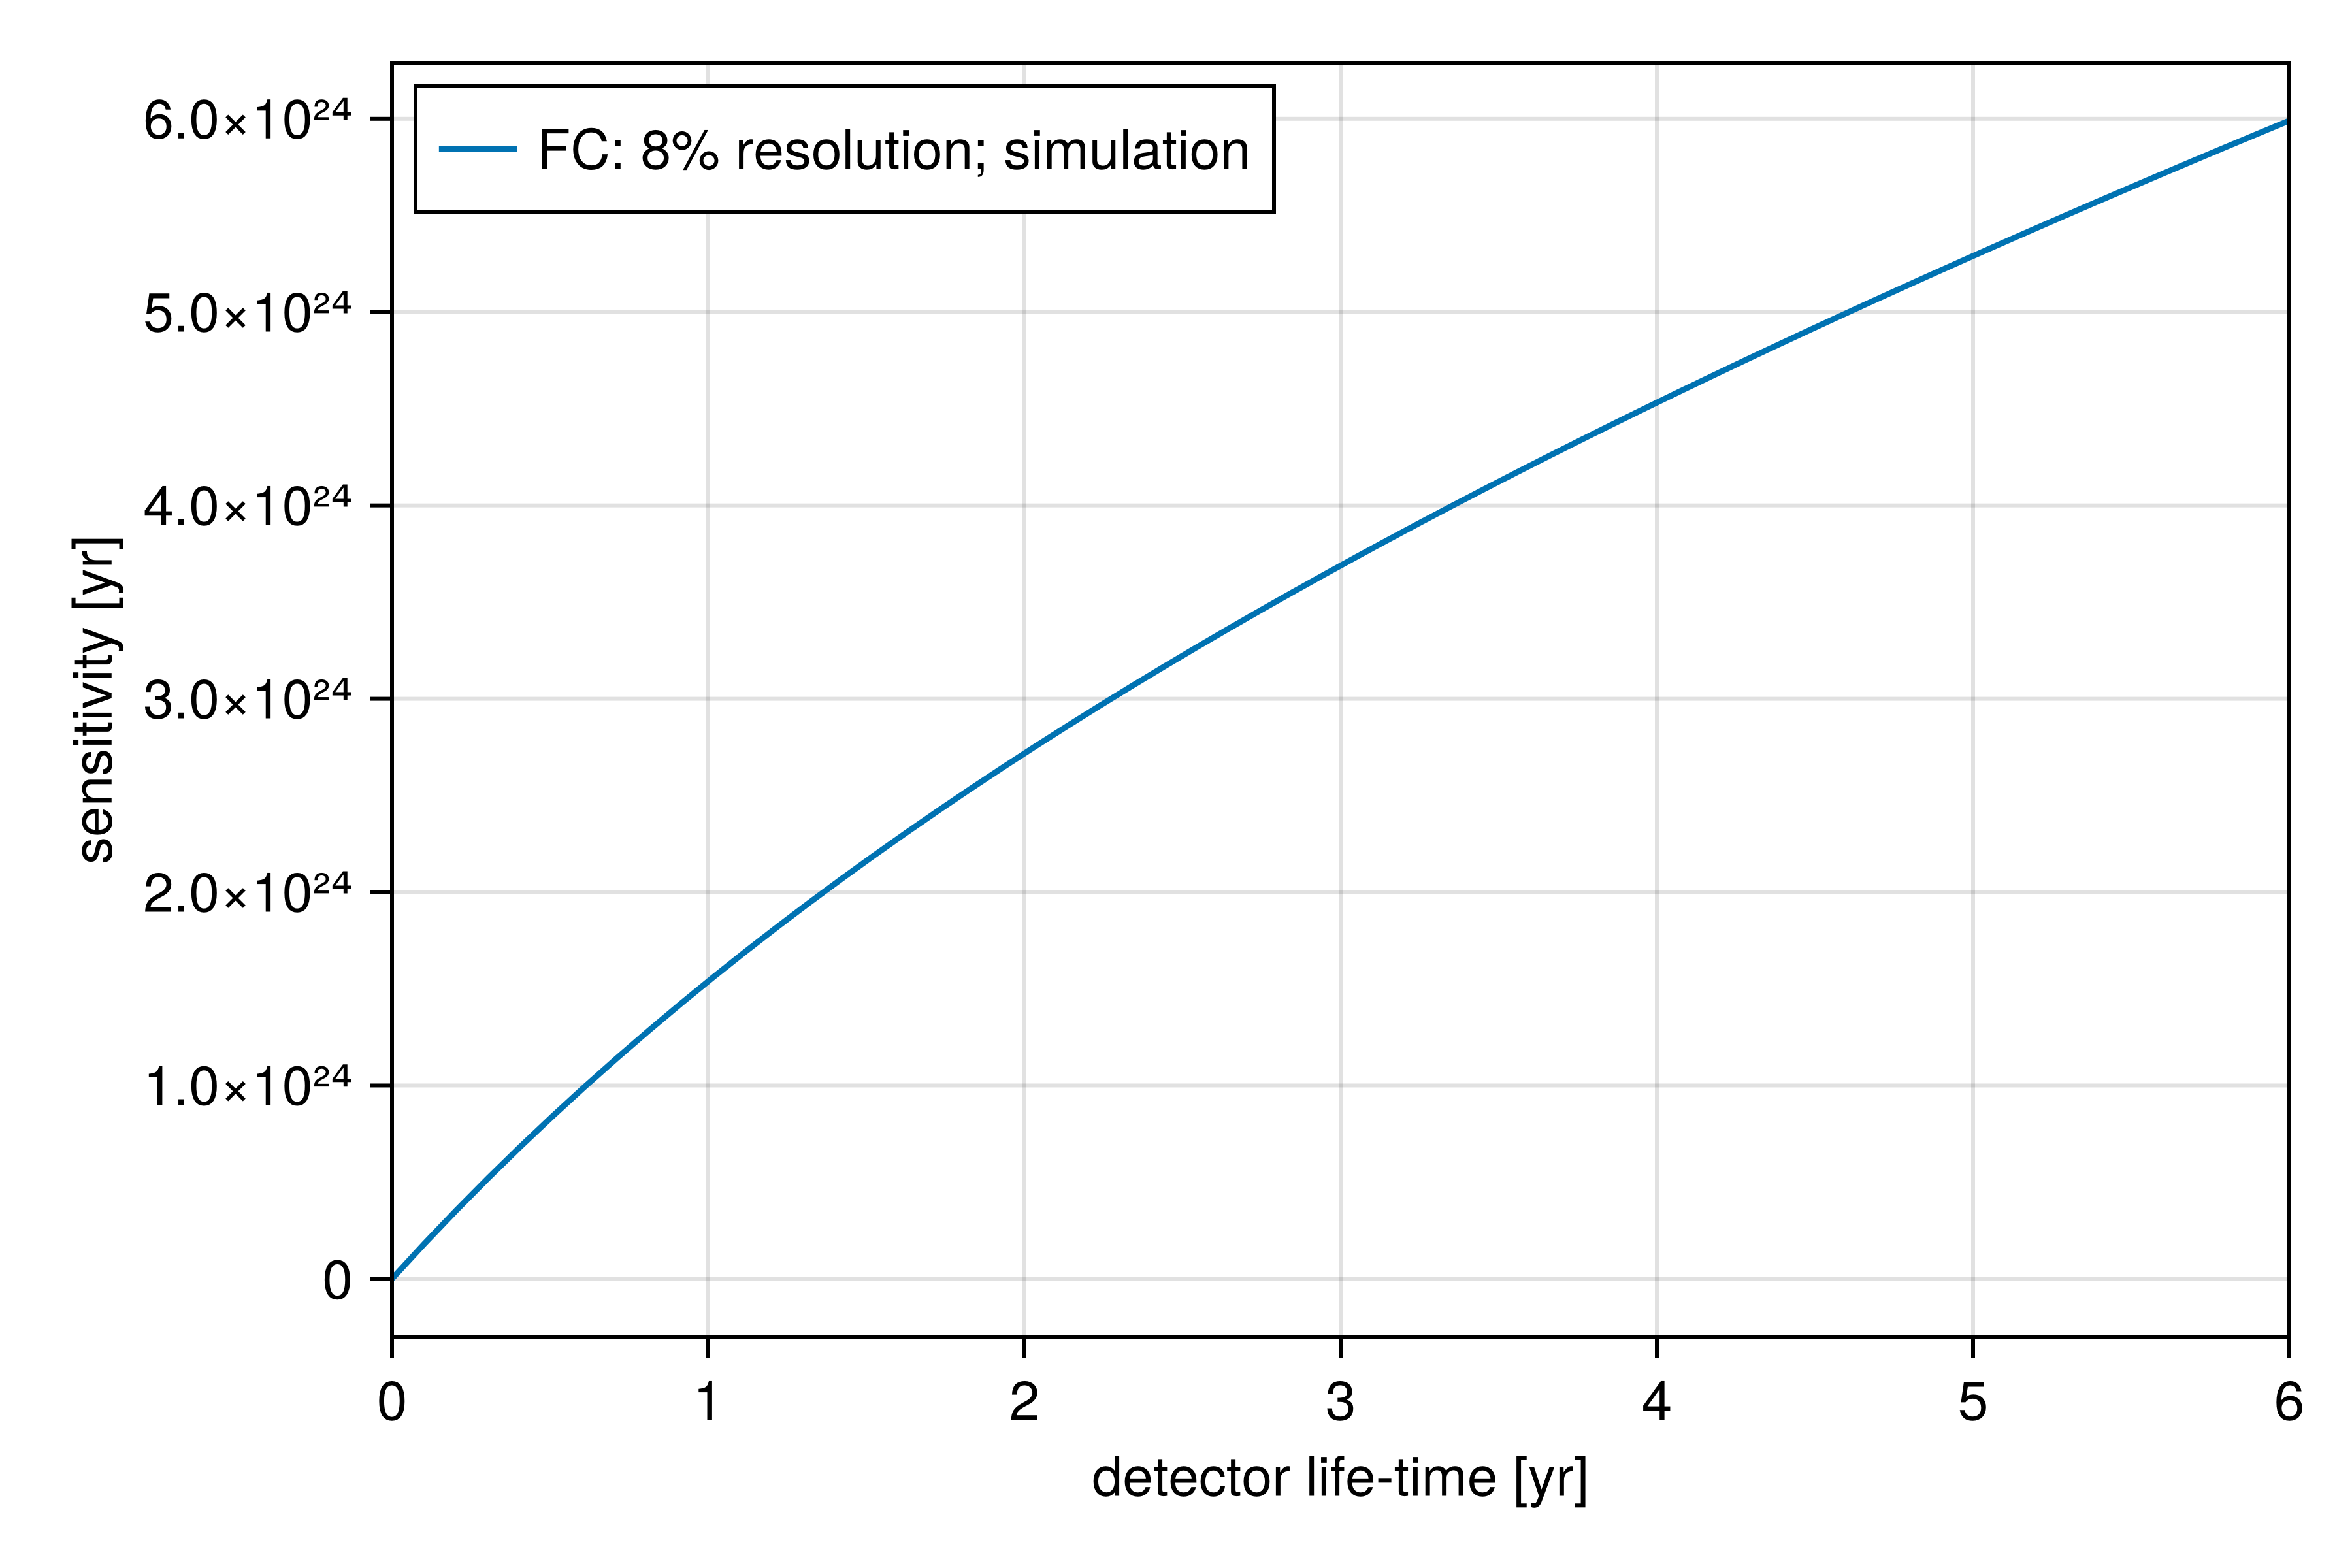 FC: 8% resolution; simulation
6.0×10²⁴
5.0×10²⁴
4.0×10²⁴
3.0×10²⁴
2.0×10²⁴
1.0×10²⁴
0
sensitivity [yr]
0 1 2 3 4 5 6
detector life-time [yr]